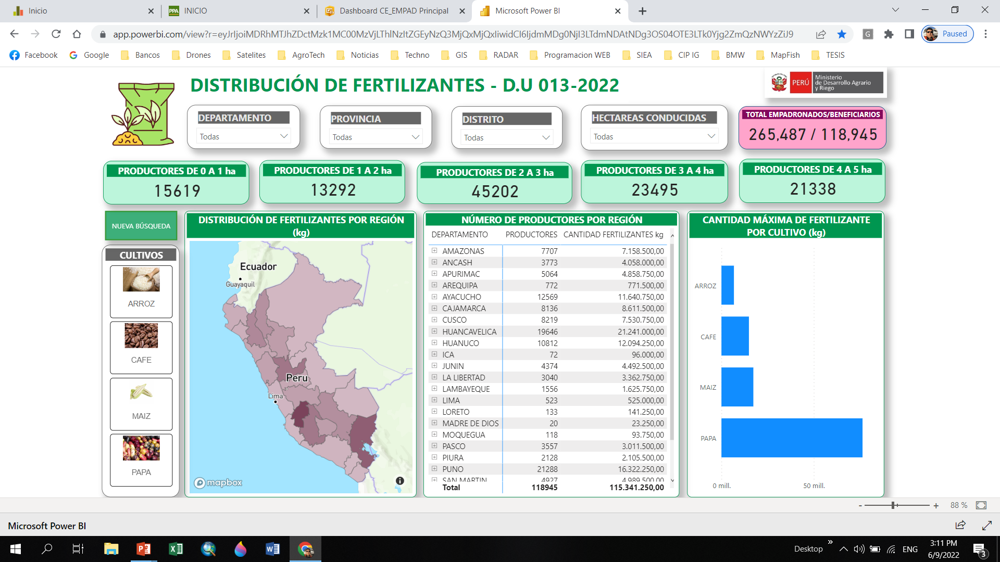 Inicio
INICIO
Dashboard CE_EMPAD Principal
Microsoft Power BI
app.powerbi.com/view?r=eyJrIjoiMDRhMTJhZDctMzk1MC00MzVjLThlNzItZGEyNzQ3MjQxMjQxIiwidCI6IjdmMDg0NjI3LTdmNDAtNDg3OS04OTE3LTk0Yjg2ZmQzNWYzZiJ9
G
Paused
Facebook
Google
Bancos
Drones
Satelites
AgroTech
Noticias
Techno
GIS
RADAR
Programacion WEB
SIEA
CIP IG
BMW
MapFish
TESIS
DISTRIBUCIÓN DE FERTILIZANTES - D.U 013-2022
PERÚ
Ministerio
de Desarrollo Agrario
y Riego
DEPARTAMENTO
Todas
PROVINCIA
Todas
DISTRITO
Todas
HECTAREAS CONDUCIDAS
Todas
TOTAL EMPADRONADOS/BENEFICIARIOS
265,487 / 118,945
PRODUCTORES DE 0 A 1 ha
15619
PRODUCTORES DE 1 A 2 ha
13292
PRODUCTORES DE 2 A 3 ha
45202
PRODUCTORES DE 3 A 4 ha
23495
PRODUCTORES DE 4 A 5 ha
21338
NUEVA BÚSQUEDA
CULTIVOS
ARROZ
CAFE
MAIZ
PAPA
DISTRIBUCIÓN DE FERTILIZANTES POR REGIÓN
(kg)
Ecuador
Guayaquil
Peru
Lima
mapbox
NÚMERO DE PRODUCTORES POR REGIÓN
DEPARTAMENTO PRODUCTORES CANTIDAD FERTILIZANTES kg
AMAZONAS 7707 7.158.500,00
ANCASH 3773 4.058.000,00
APURIMAC 5064 4.858.750,00
AREQUIPA 772 771.500,00
AYACUCHO 12569 11.640.750,00
CAJAMARCA 8136 8.611.500,00
CUSCO 8219 7.530.750,00
HUANCAVELICA 19646 21.241.000,00
HUANUCO 10812 12.094.250,00
ICA 72 96.000,00
JUNIN 4374 4.492.500,00
LA LIBERTAD 3040 3.362.750,00
LAMBAYEQUE 1556 1.625.750,00
LIMA 523 525.000,00
LORETO 133 141.250,00
MADRE DE DIOS 20 23.250,00
MOQUEGUA 118 93.750,00
PASCO 3557 3.011.500,00
PIURA 2128 2.105.500,00
PUNO 21288 16.322.250,00
SAN MARTIN 4927 4.989.500,00
Total 118945 115.341.250,00
CANTIDAD MÁXIMA DE FERTILIZANTE
POR CULTIVO (kg)
ARROZ
CAFE
MAIZ
PAPA
0 mill.
50 mill.
- + 88 %
Microsoft Power BI
Desktop
ENG
3:11 PM
6/9/2022
3